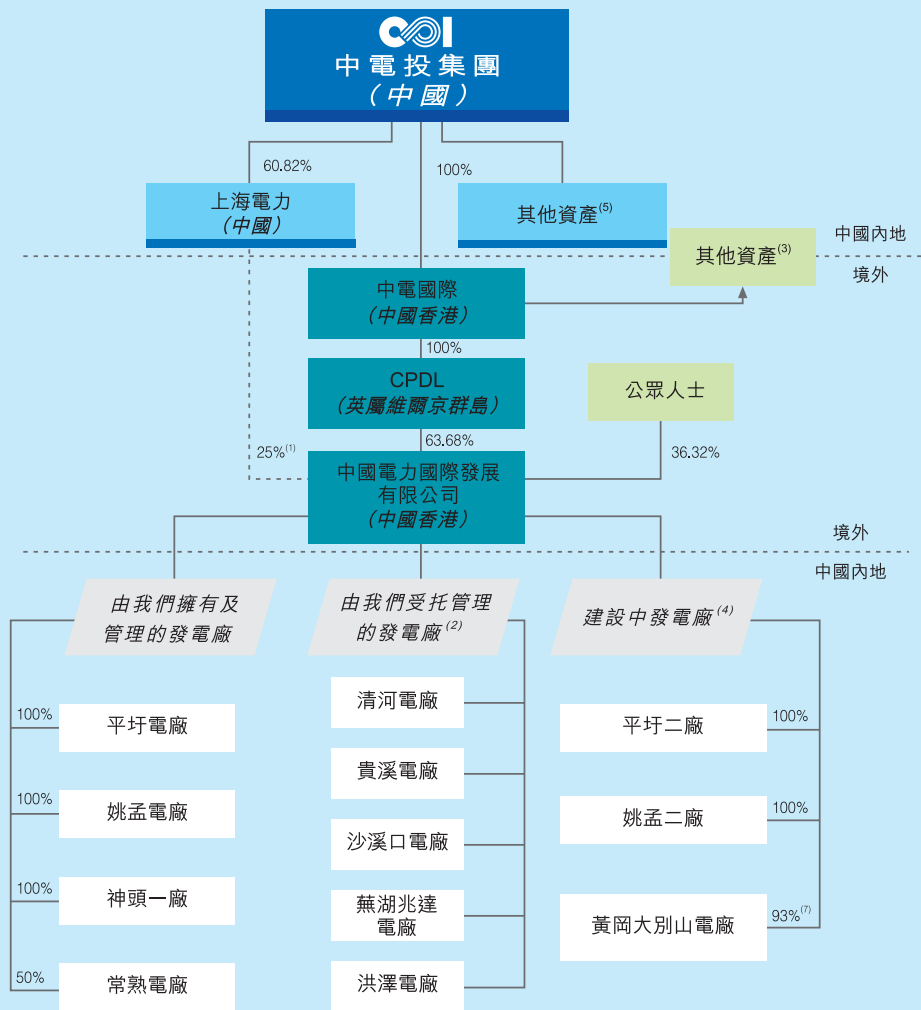 CPI
中電投集團
（中國）
60.82%
100%
上海電力
（中國）
其他資產(5)
其他資產(3)
中國內地
境外
中電國際
（中國香港）
100%
CPDL
（英屬維爾京群島）
公眾人士
63.68%
25%(1)
36.32%
中國電力國際發展
有限公司
（中國香港）
境外
中國內地
由我們擁有及
管理的發電廠
由我們受托管理
的發電廠(2)
建設中發電廠(4)
100%
平圩電廠
100%
姚孟電廠
100%
神頭一廠
50%
常熟電廠
清河電廠
貴溪電廠
沙溪口電廠
蕪湖兆達
電廠
洪澤電廠
平圩二廠
100%
姚孟二廠
100%
黃岡大別山電廠
93%(7)